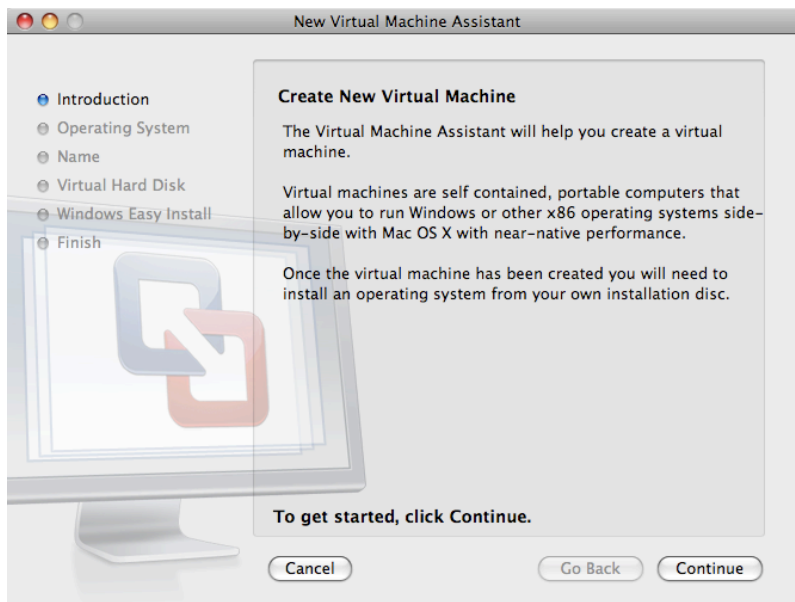 New Virtual Machine Assistant
Introduction
Operating System
Name
Virtual Hard Disk
Windows Easy Install
Finish
Create New Virtual Machine
The Virtual Machine Assistant will help you create a virtual
machine.
Virtual machines are self contained, portable computers that
allow you to run Windows or other x86 operating systems side-
by-side with Mac OS X with near-native performance.
Once the virtual machine has been created you will need to
install an operating system from your own installation disc.
To get started, click Continue.
Cancel
Go Back
Continue